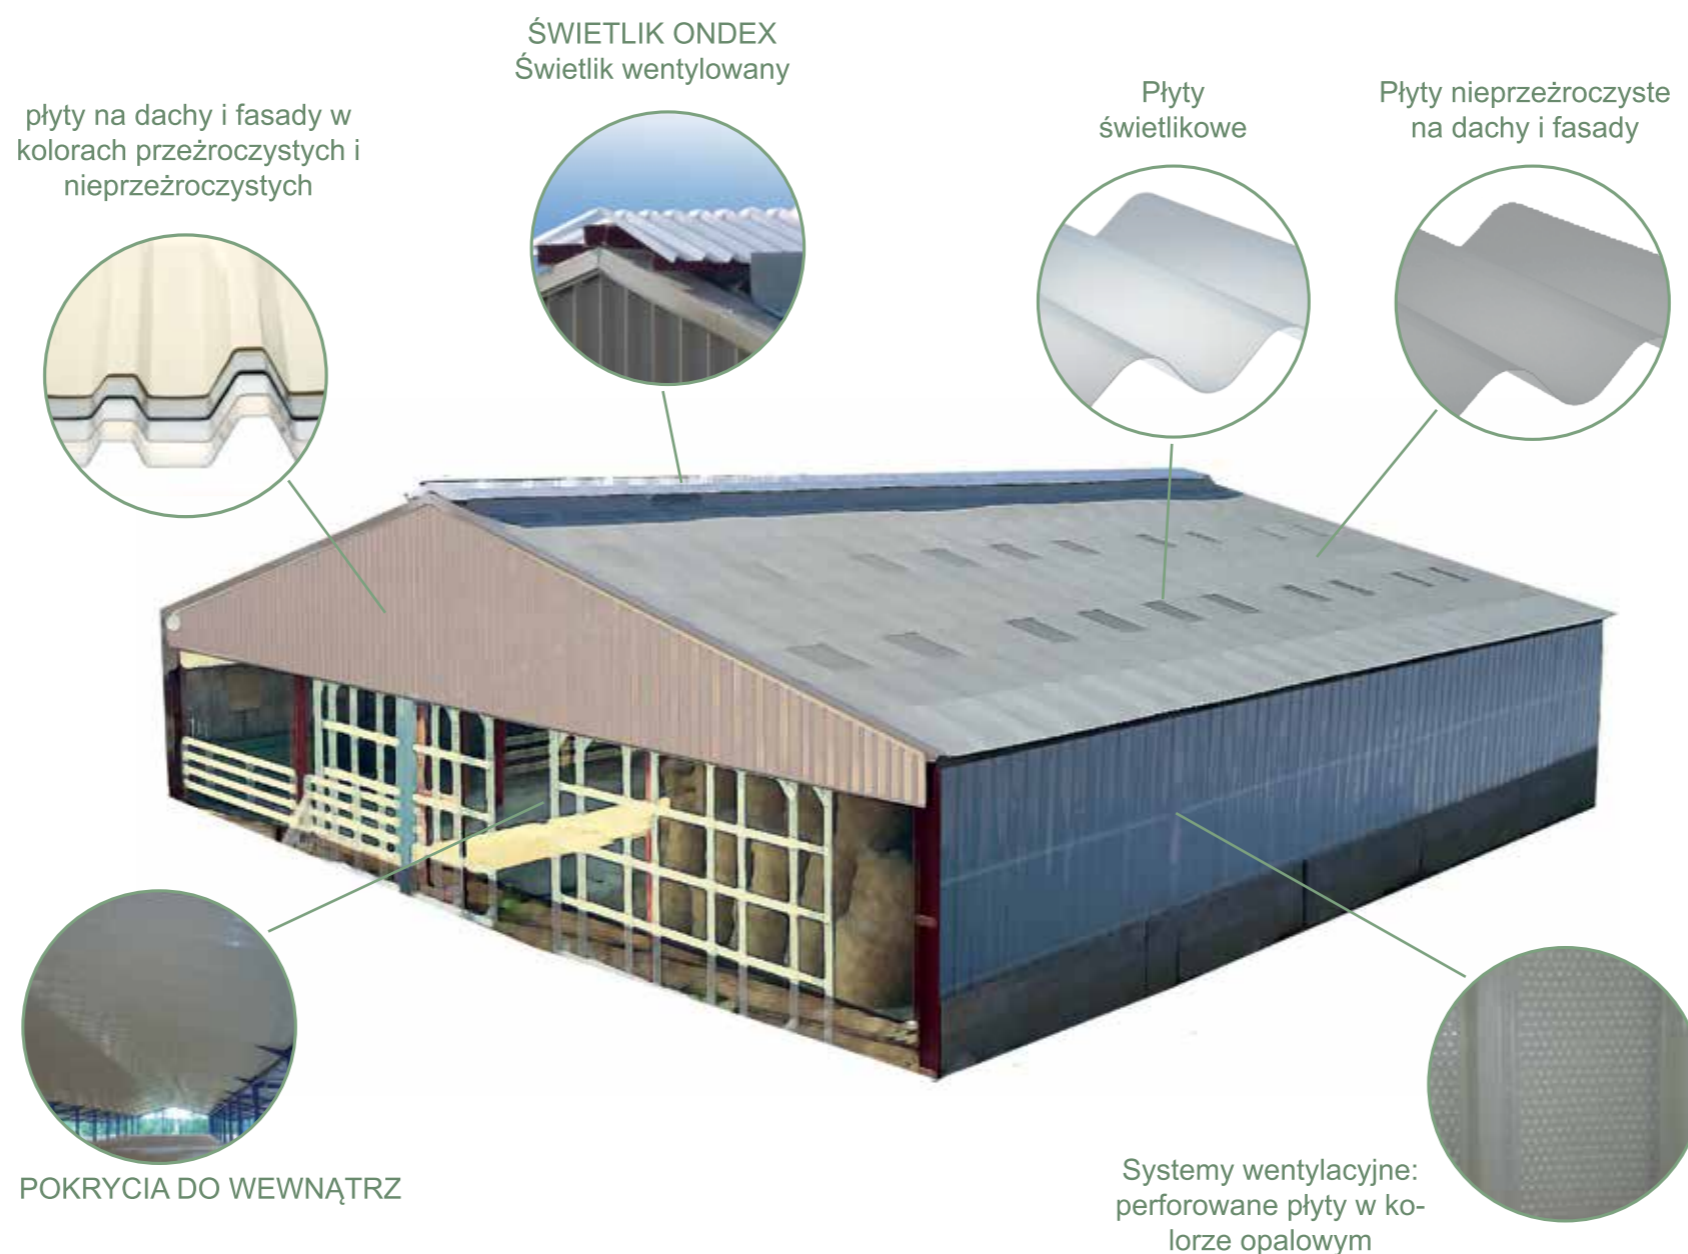 ŚWIETLIK ONDEX
Świetlik wentylowany
płyty na dachy i fasady w
kolorach przeżroczystych i
nieprzeżroczystych
Płyty
świetlikowe
Płyty nieprzeżroczyste
na dachy i fasady
POKRYCIA DO WEWNĄTRZ
Systemy wentylacyjne:
perforowane płyty w ko-
lorze opalowym